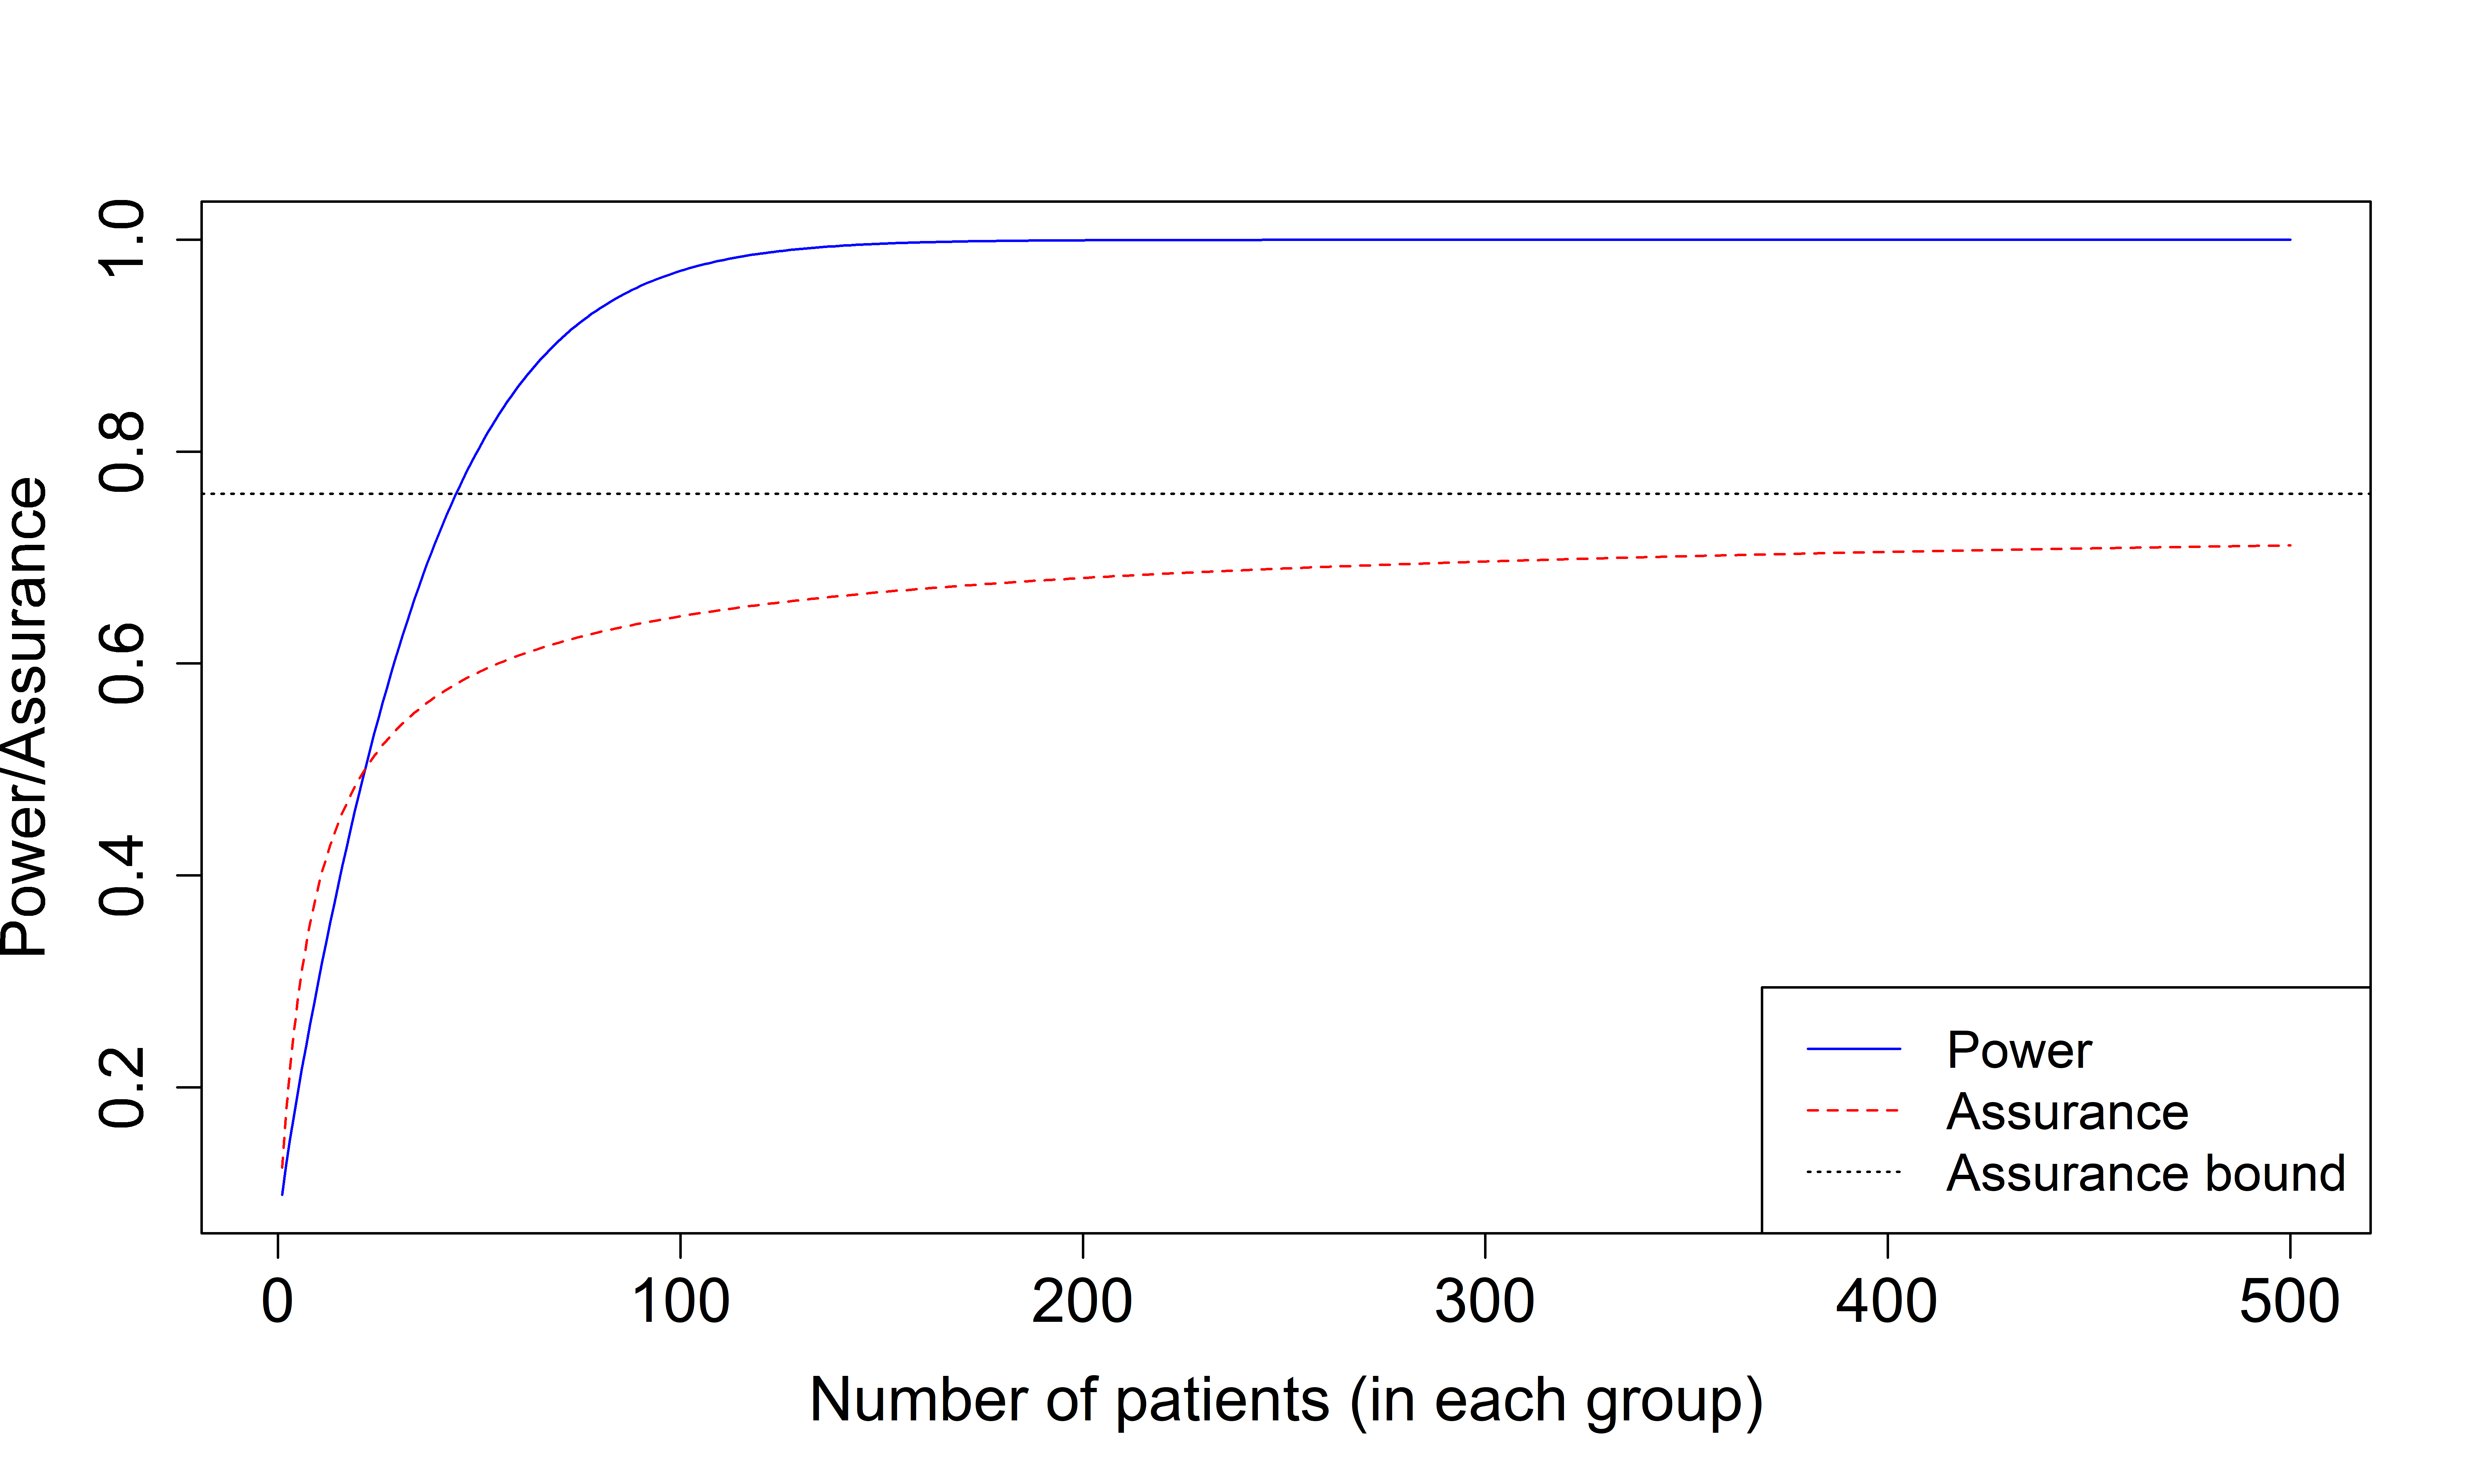 Power/Assurance
1.0
0.8
0.6
0.4
0.2
0 100 200 300 400 500
Number of patients (in each group)
Power
Assurance
Assurance bound